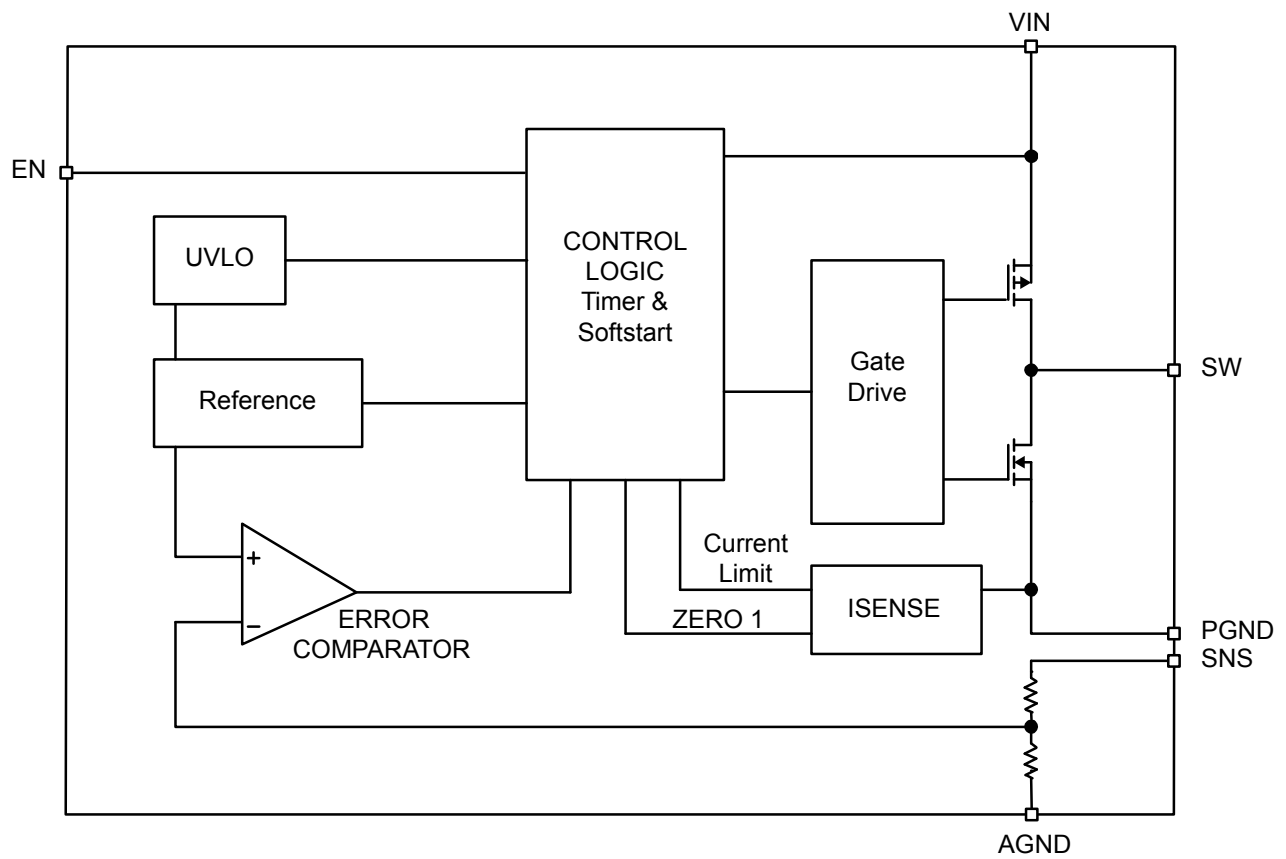 VIN
EN
UVLO
CONTROL
LOGIC
Timer &
Softstart
Gate
Drive
SW
Reference
+
−
ERROR
COMPARATOR
Current
Limit
ZERO 1
ISENSE
PGND
SNS
AGND